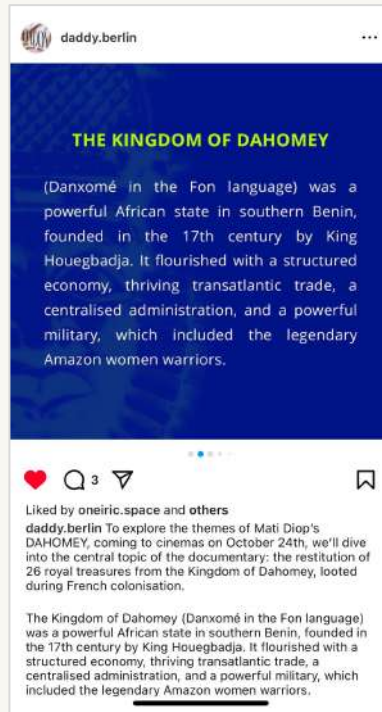 daddy.berlin
THE KINGDOM OF DAHOMEY
(Danxomé in the Fon language) was a
powerful African state in southern Benin,
founded in the 17th century by King
Houegbadja. It flourished with a structured
economy, thriving transatlantic trade, a
centralised administration, and a powerful
military, which included the legendary
Amazon women warriors.
3
Liked by oneiric.space and others
daddy.berlin To explore the themes of Mati Diop's
DAHOMEY, coming to cinemas on October 24th, we'll dive
into the central topic of the documentary: the restitution of
26 royal treasures from the Kingdom of Dahomey, looted
during French colonisation.
The Kingdom of Dahomey (Danxomé in the Fon language)
was a powerful African state in southern Benin, founded in
the 17th century by King Houegbadja. It flourished with a
structured economy, thriving transatlantic trade, a
centralised administration, and a powerful military, which
included the legendary Amazon women warriors.